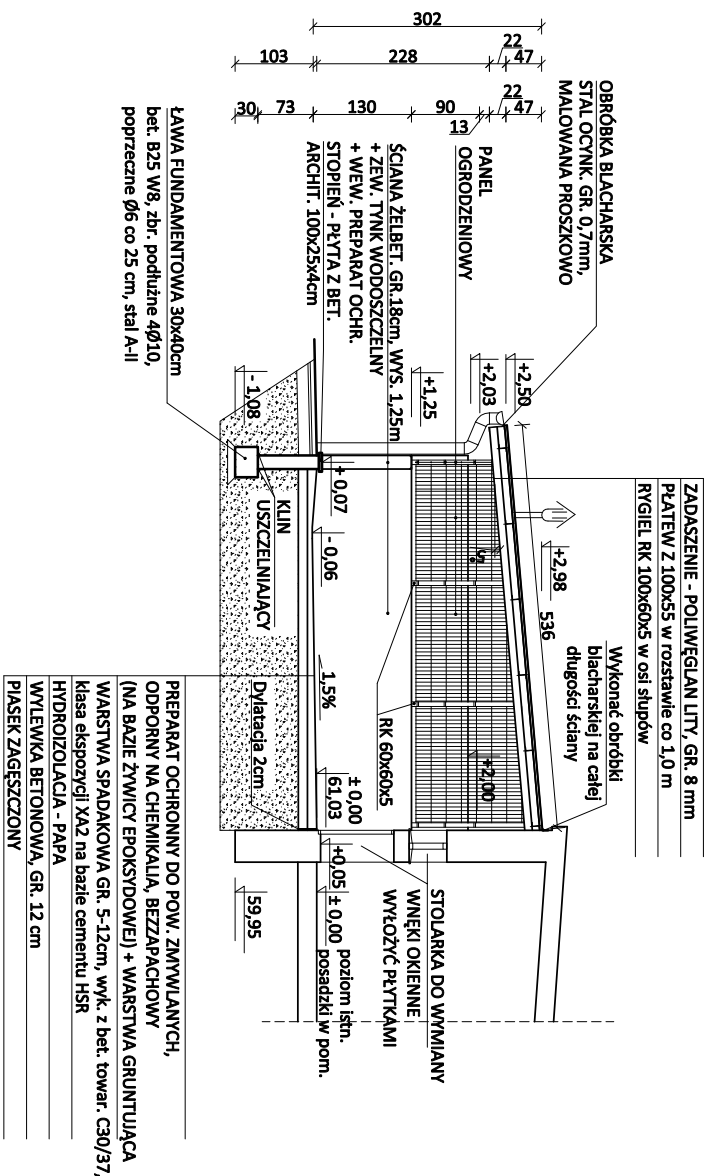 ZADASZENIE - POLIWĘGLAN LITY, GR. 8 mm
PŁATEW Z 100x55 w rozstawie co 1,0 m
RYGIEL RK 100x60x5 w osi słupów
OBRÓBKA BLACHARSKA
STAL OCYNK. GR. 0,7mm,
MALOWANA PROSZKOWO
PANEL
OGRODZENIOWY
ŚCIANA ŻELBET. GR.18cm, WYS. 1,25m
+ ZEW. TYNK WODOSZCZELNY
+ WEW. PREPARAT OCHR.
STOPIEŃ - PŁYTA Z BET.
ARCHIT. 100x25x4cm
ŁAWA FUNDAMENTOWA 30x40cm
bet. B25 W8, zbr. podłużne 4Ø10,
poprzeczne Ø6 co 25 cm, stal A-II
302
47
22
228
103
47
22
13
90
130
73
30
+2,50
+2,03
+1,25
+ 0,07
- 0,06
- 1,08
+2,98
536
5°
Wykonać obróbki
blacharskiej na całej
długości ściany
+2,00
RK 60x60x5
1,5%
± 0,00
61,03
Dylatacja 2cm
KLIN
USZCZELNIAJĄCY
STOLARKA DO WYMIANY
WNĘKI OKIENNE
WYŁOŻYĆ PŁYTKAMI
+0,05
± 0,00
poziom istn.
posadzki w pom.
59,95
PREPARAT OCHRONNY DO POW. ZMYWLANYCH,
ODPORNY NA CHEMIKALIA, BEZZAPACHOWY
(NA BAZIE ŻYWICY EPOKSYDOWEJ) + WARSTWA GRUNTUJĄCA
WARSTWA SPADAKOWA GR. 5-12cm, wyk. z bet. towar. C30/37,
klasa ekspozycji XA2 na bazie cementu HSR
HYDROIZOLACJA - PAPA
WYLEWKA BETONOWA, GR. 12 cm
PIASEK ZAGĘSZCZONY